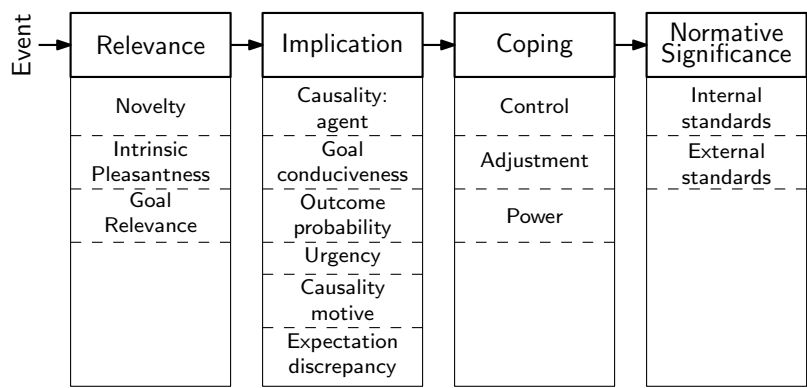 Event
Relevance
Implication
Coping
Normative
Significance
Novelty
Intrinsic
Pleasantness
Goal
Relevance
Causality:
agent
Goal
conduciveness
Outcome
probability
Urgency
Causality
motive
Expectation
discrepancy
Control
Adjustment
Power
Internal
standards
External
standards